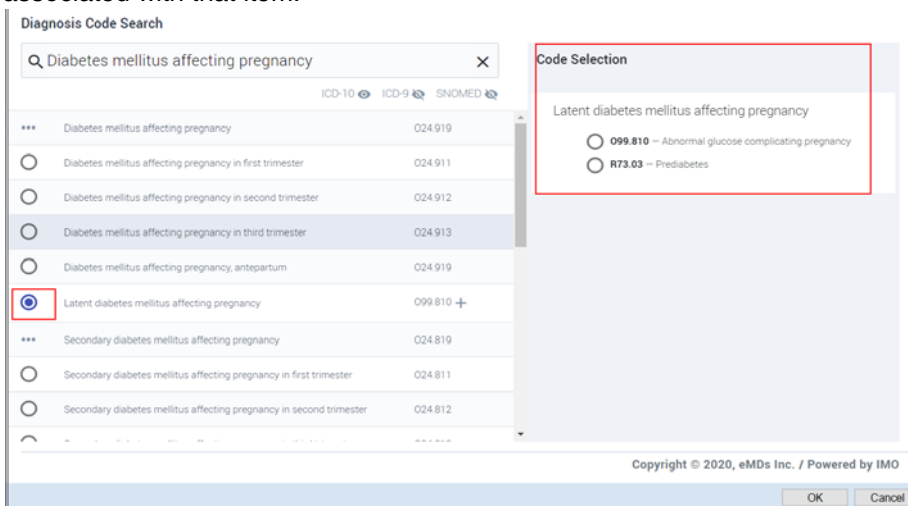 associated with that item.
Diagnosis Code Search
Diabetes mellitus affecting pregnancy
ICD-10 ICD-9 SNOMED
Diabetes mellitus affecting pregnancy O24.919
Diabetes mellitus affecting pregnancy in first trimester O24.911
Diabetes mellitus affecting pregnancy in second trimester O24.912
Diabetes mellitus affecting pregnancy in third trimester O24.913
Diabetes mellitus affecting pregnancy, antepartum O24.919
Latent diabetes mellitus affecting pregnancy O99.810 +
Secondary diabetes mellitus affecting pregnancy O24.819
Secondary diabetes mellitus affecting pregnancy in first trimester O24.811
Secondary diabetes mellitus affecting pregnancy in second trimester O24.812
Code Selection
Latent diabetes mellitus affecting pregnancy
O99.810 – Abnormal glucose complicating pregnancy
R73.03 – Prediabetes
Copyright © 2020, eMDs Inc. / Powered by IMO
OK Cancel